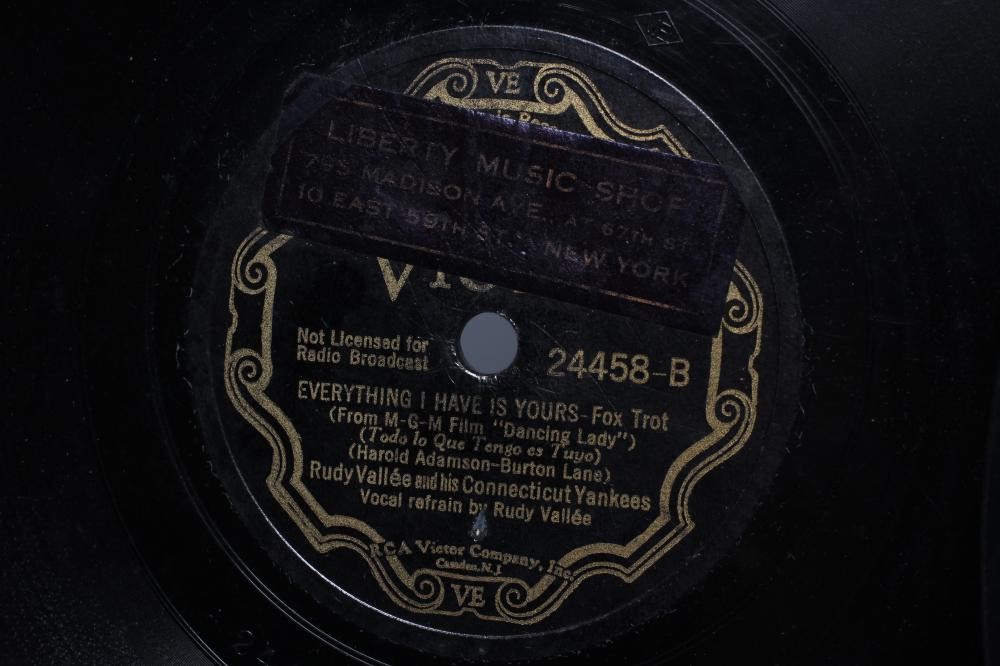 VE
LIBERTY MUSIC SHOP
795 MADISON AVE. AT 67TH ST.
10 EAST 59TH ST. NEW YORK
Not Licensed for
Radio Broadcast
24458-B
EVERYTHING I HAVE IS YOURS-Fox Trot
(From M-G-M Film "Dancing Lady")
(Todo lo Que Tengo es Tuyo)
(Harold Adamson-Burton Lane)
Rudy Vallée and his Connecticut Yankees
Vocal refrain by Rudy Vallée
RCA Victor Company, Inc.
Camden, N.J.
VE